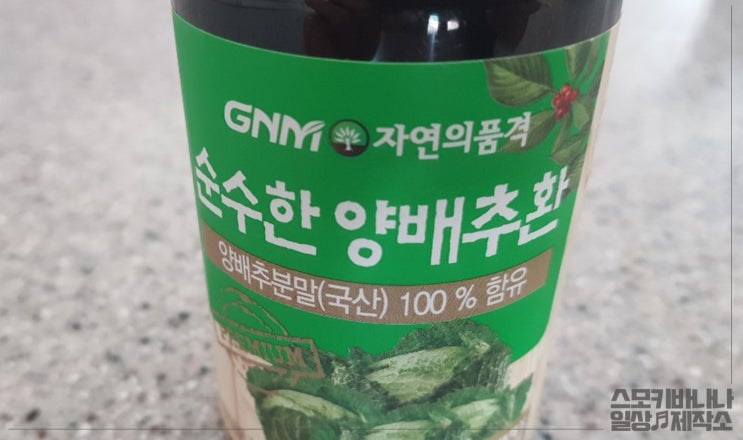 GNM 자연의품격
순수한 양배추환
양배추분말(국산) 100 % 함유
PREMIUM
스모키바나나
일상♬제작소